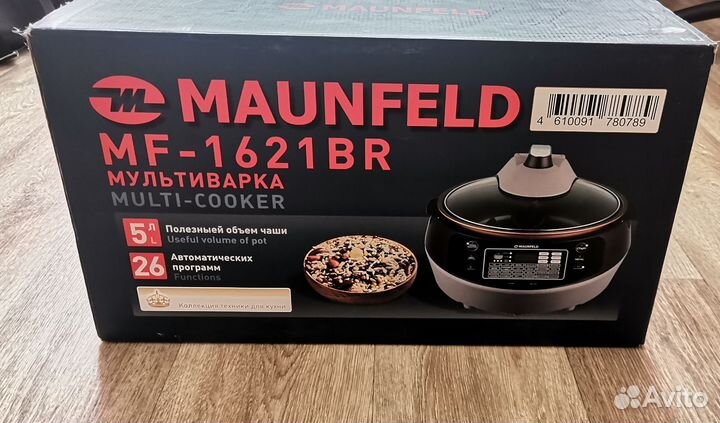 MAUNFELD
MAUNFELD
4 610091 780789
MF-1621BR
МУЛЬТИВАРКА
MULTI-COOKER
5 Л L
Полезныей объем чаши
Useful volume of pot
26
Автоматических
программ
Functions
Коллекция техники для кухни
MAUNFELD
Avito